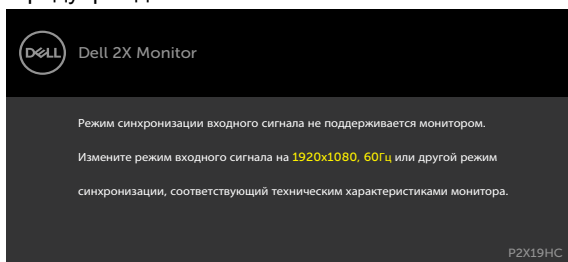 DELL
Dell 2X Monitor
Режим синхронизации входного сигнала не поддерживается монитором.
Измените режим входного сигнала на 1920x1080, 60Гц или другой режим
синхронизации, соответствующий техническим характеристиками монитора.
P2X19HC